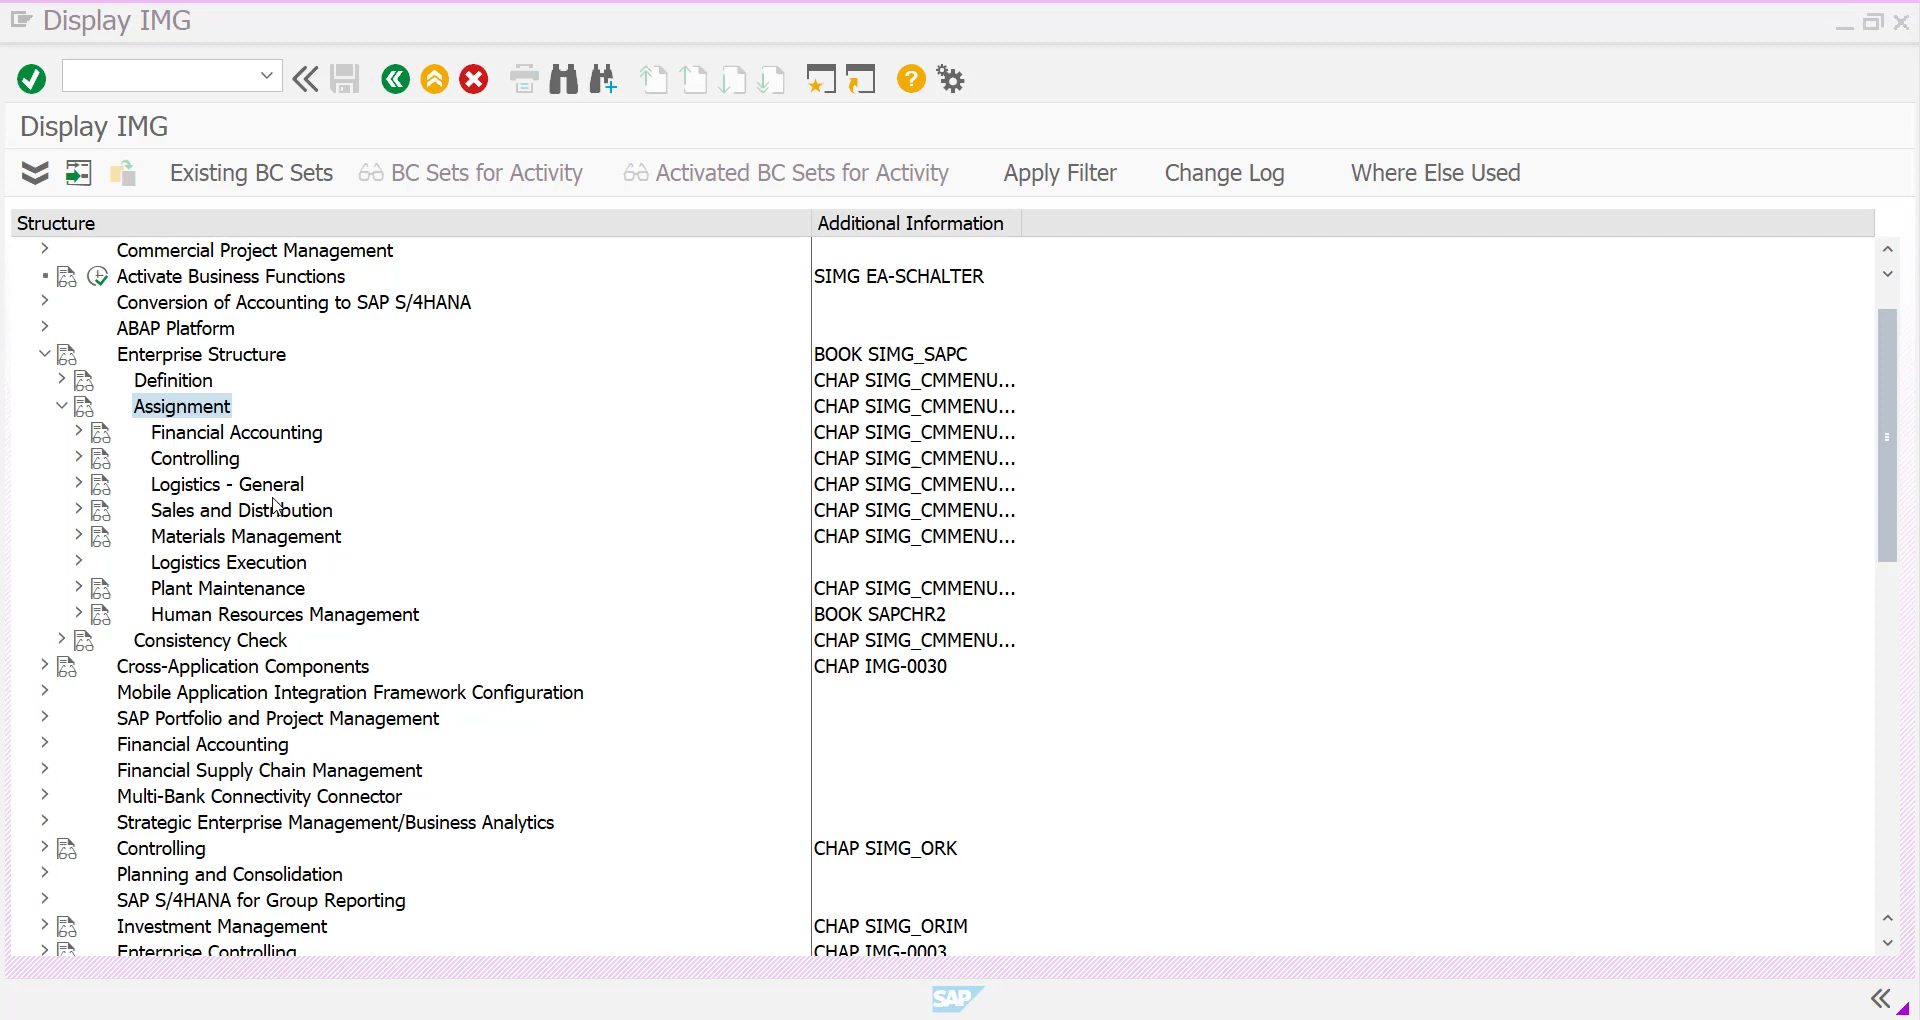 Display IMG
Display IMG
Existing BC Sets BC Sets for Activity Activated BC Sets for Activity Apply Filter Change Log Where Else Used
Structure Additional Information
Commercial Project Management
Activate Business Functions SIMG EA-SCHALTER
Conversion of Accounting to SAP S/4HANA
ABAP Platform
Enterprise Structure BOOK SIMG_SAPC
Definition CHAP SIMG_CMMENU...
Assignment CHAP SIMG_CMMENU...
Financial Accounting CHAP SIMG_CMMENU...
Controlling CHAP SIMG_CMMENU...
Logistics - General CHAP SIMG_CMMENU...
Sales and Distribution CHAP SIMG_CMMENU...
Materials Management CHAP SIMG_CMMENU...
Logistics Execution
Plant Maintenance CHAP SIMG_CMMENU...
Human Resources Management BOOK SAPCHR2
Consistency Check CHAP SIMG_CMMENU...
Cross-Application Components CHAP IMG-0030
Mobile Application Integration Framework Configuration
SAP Portfolio and Project Management
Financial Accounting
Financial Supply Chain Management
Multi-Bank Connectivity Connector
Strategic Enterprise Management/Business Analytics
Controlling CHAP SIMG_ORK
Planning and Consolidation
SAP S/4HANA for Group Reporting
Investment Management CHAP SIMG_ORIM
Enterprise Controlling CHAP IMG-0003
SAP